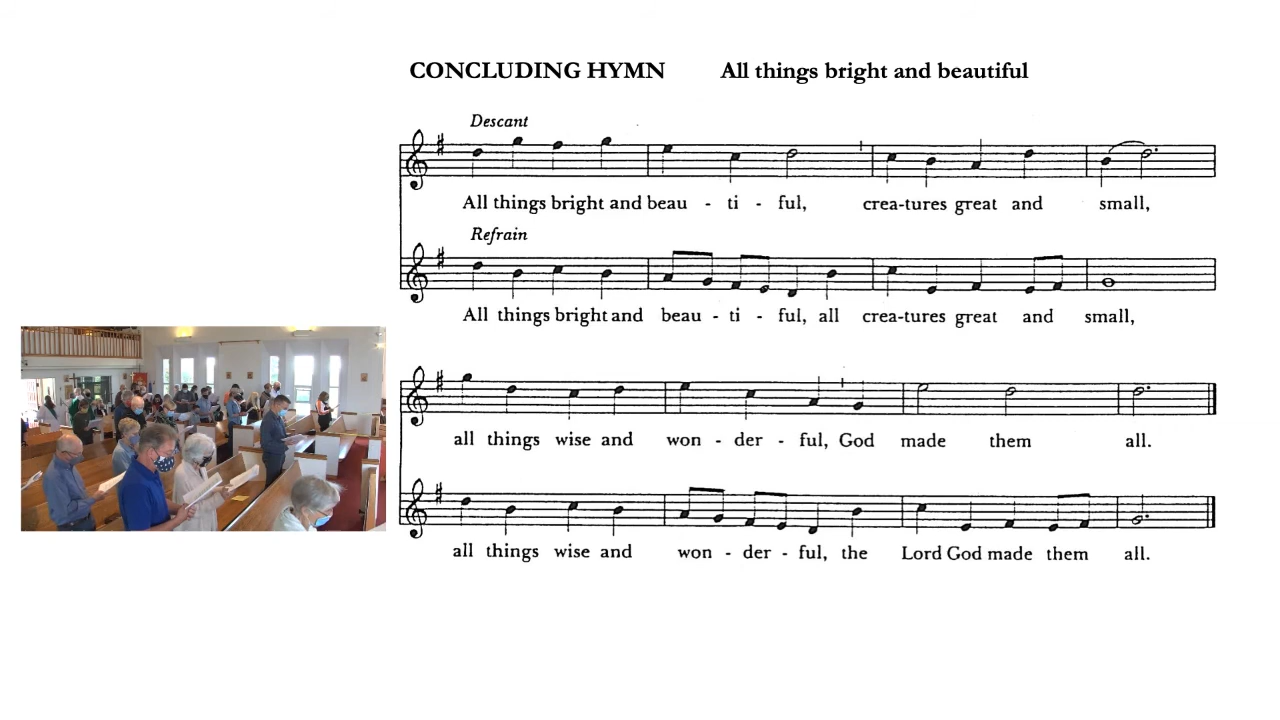 CONCLUDING HYMN All things bright and beautiful
Descant
All things bright and beau - ti - ful, crea-tures great and small,
Refrain
All things bright and beau - ti - ful, all crea-tures great and small,
all things wise and won - der - ful, God made them all.
all things wise and won - der - ful, the Lord God made them all.